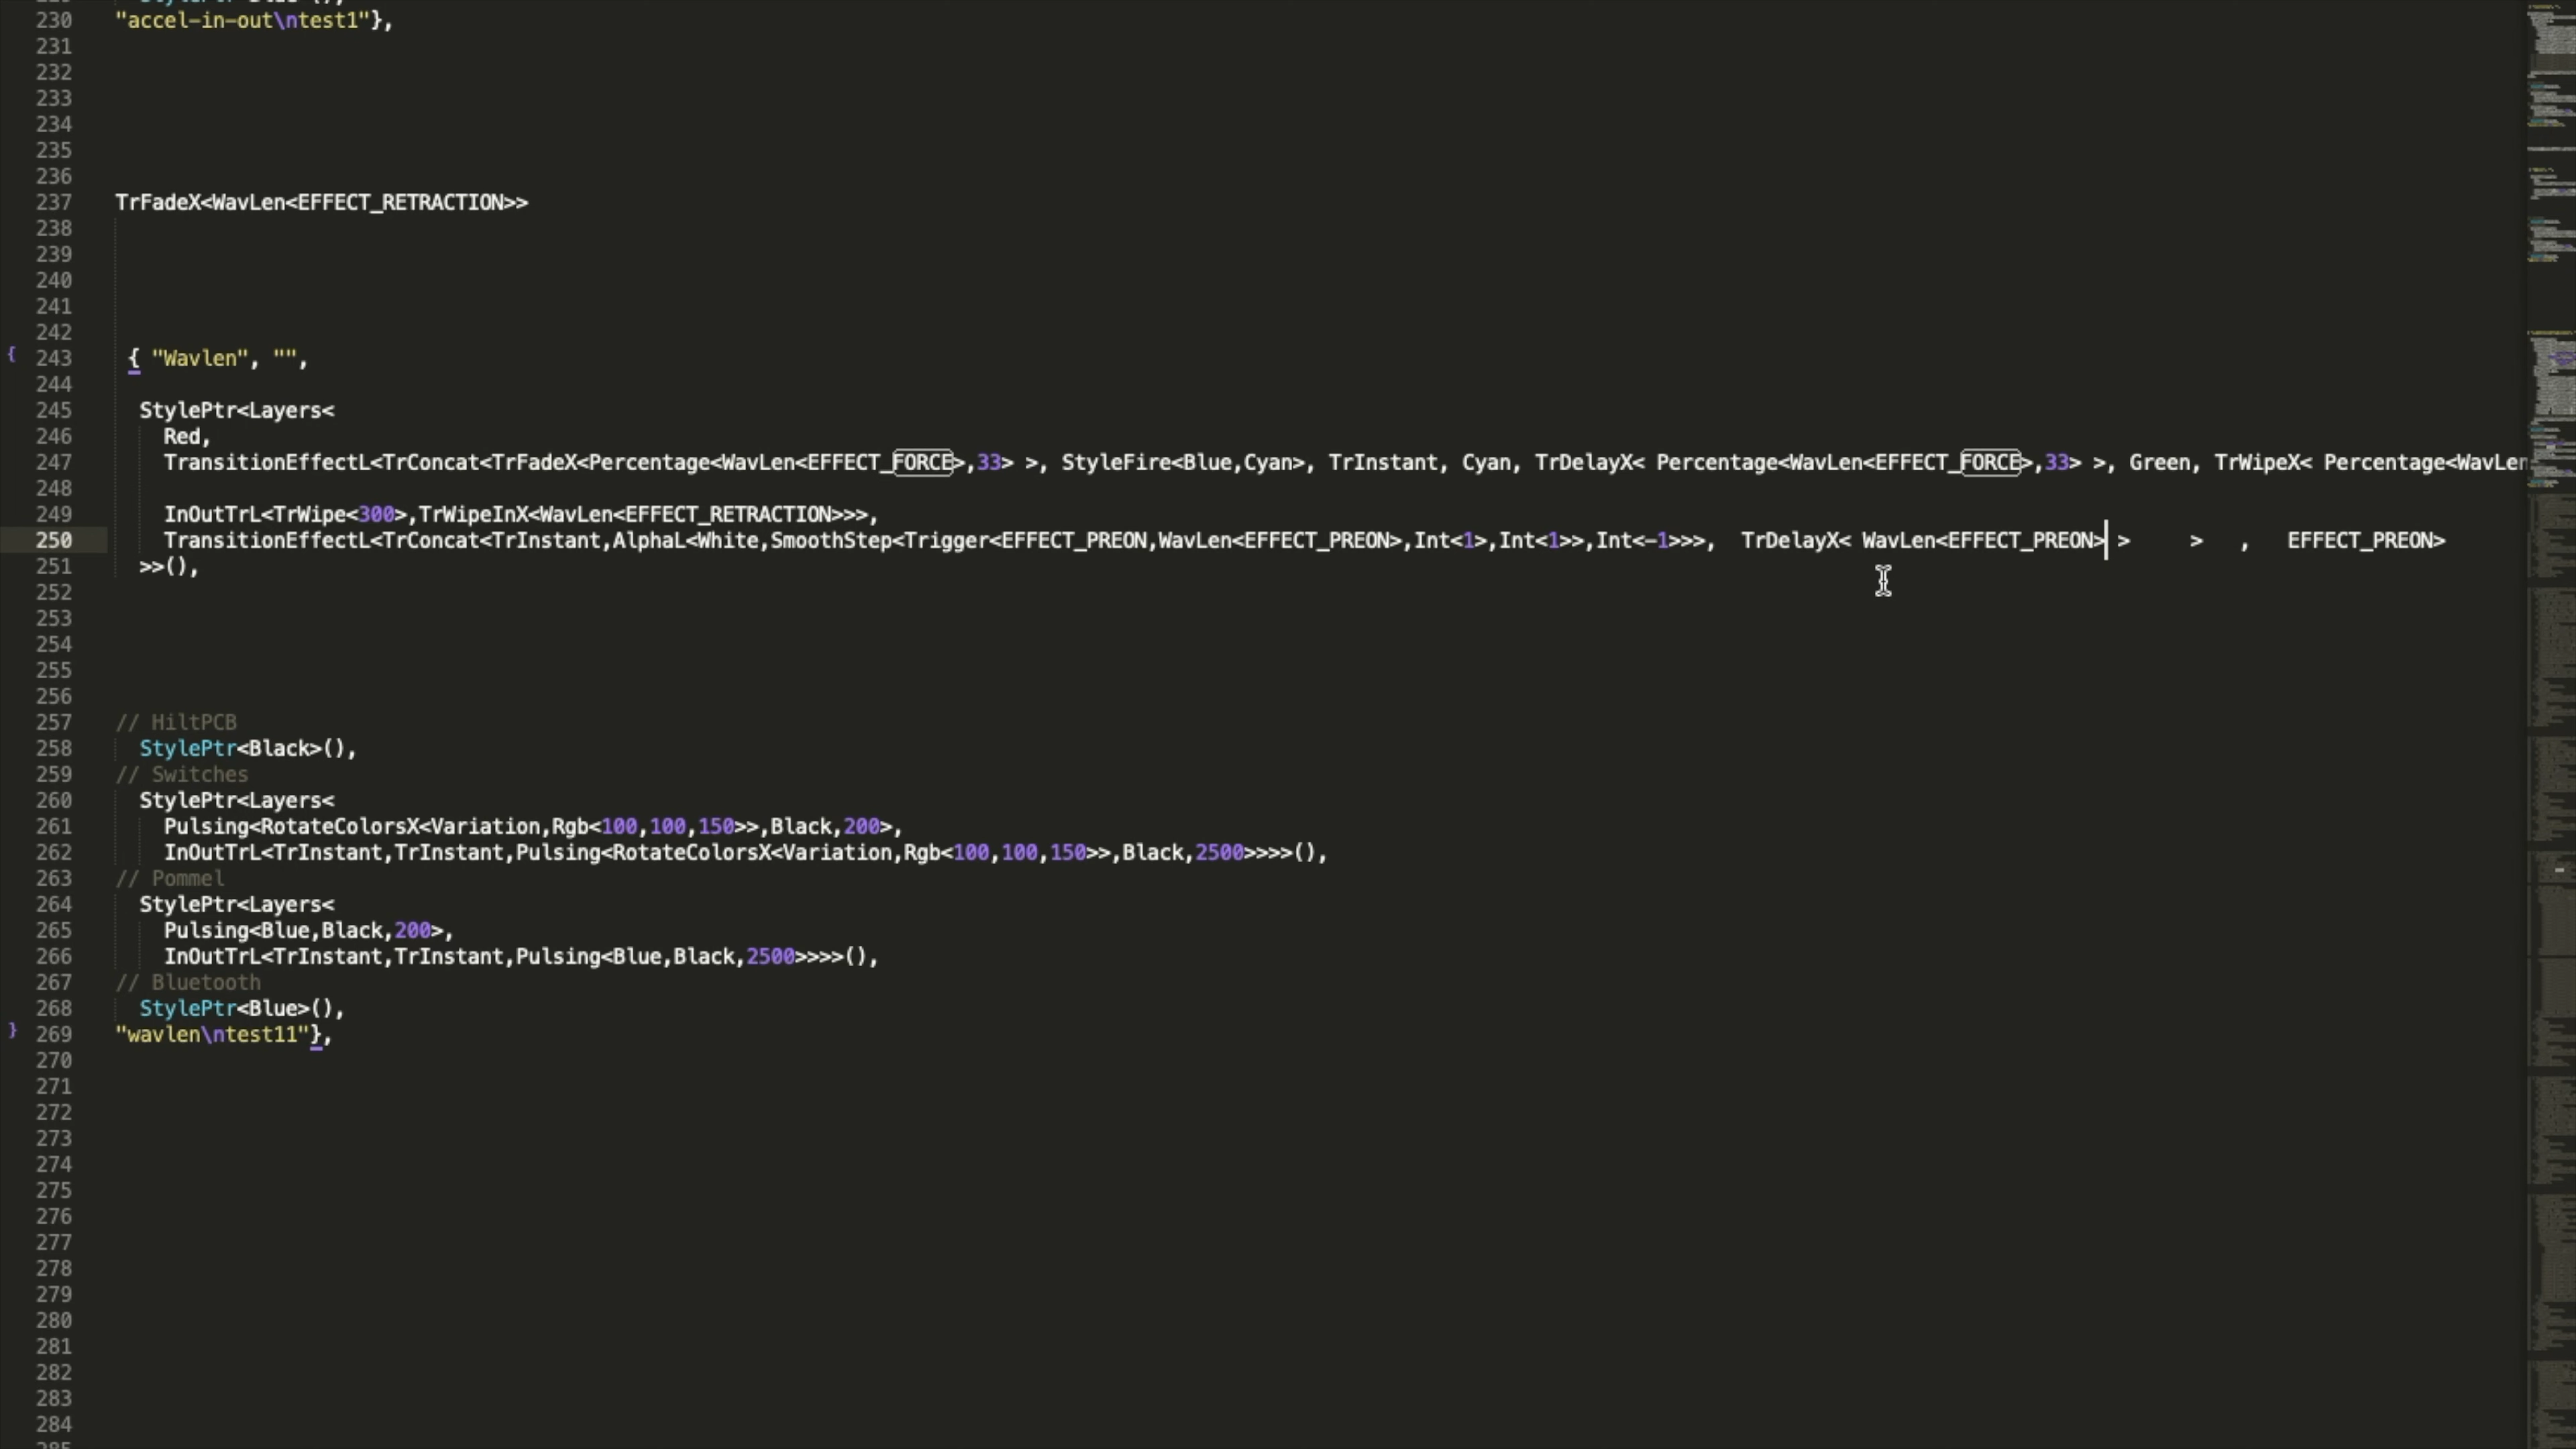 230 "accel-in-out\ntest1"},
231
232
233
234
235
236
237 TrFadeX<WavLen<EFFECT_RETRACTION>>
238
239
240
241
242
{ 243 { "Wavlen", "",
244
245 StylePtr<Layers<
246 Red,
247 TransitionEffectL<TrConcat<TrFadeX<Percentage<WavLen<EFFECT_FORCE>,33> >, StyleFire<Blue,Cyan>, TrInstant, Cyan, TrDelayX< Percentage<WavLen<EFFECT_FORCE>,33> >, Green, TrWipeX< Percentage<WavLen
248
249 InOutTrL<TrWipe<300>,TrWipeInX<WavLen<EFFECT_RETRACTION>>>,
250 TransitionEffectL<TrConcat<TrInstant,AlphaL<White,SmoothStep<Trigger<EFFECT_PREON,WavLen<EFFECT_PREON>,Int<1>,Int<1>>,Int<-1>>>, TrDelayX< WavLen<EFFECT_PREON> > > , EFFECT_PREON>
251 >>(),
252
253
254
255
256
257 // HiltPCB
258 StylePtr<Black>(),
259 // Switches
260 StylePtr<Layers<
261 Pulsing<RotateColorsX<Variation,Rgb<100,100,150>>,Black,200>,
262 InOutTrL<TrInstant,TrInstant,Pulsing<RotateColorsX<Variation,Rgb<100,100,150>>,Black,2500>>>>(),
263 // Pommel
264 StylePtr<Layers<
265 Pulsing<Blue,Black,200>,
266 InOutTrL<TrInstant,TrInstant,Pulsing<Blue,Black,2500>>>>(),
267 // Bluetooth
268 StylePtr<Blue>(),
} 269 "wavlen\ntest11"},
270
271
272
273
274
275
276
277
278
279
280
281
282
283
284